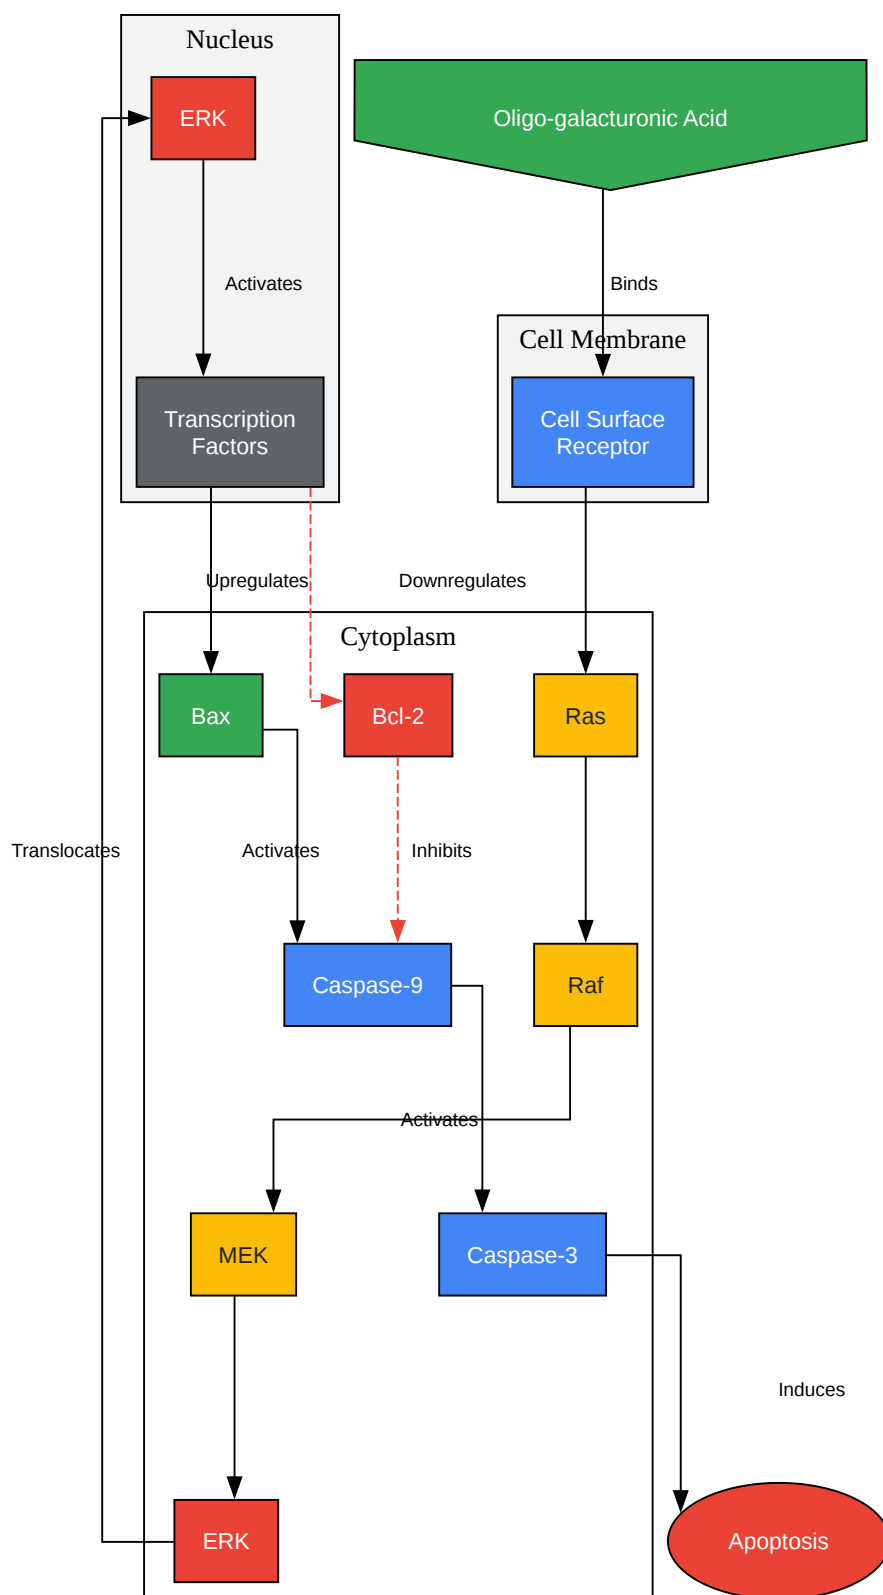 Nucleus
ERK
Oligo-galacturonic Acid
Activates
Binds
Cell Membrane
Transcription
Factors
Cell Surface
Receptor
Upregulates
Downregulates
Cytoplasm
Bax
Bcl-2
Ras
Translocates
Activates
Inhibits
Caspase-9
Raf
Activates
MEK
Caspase-3
Induces
ERK
Apoptosis